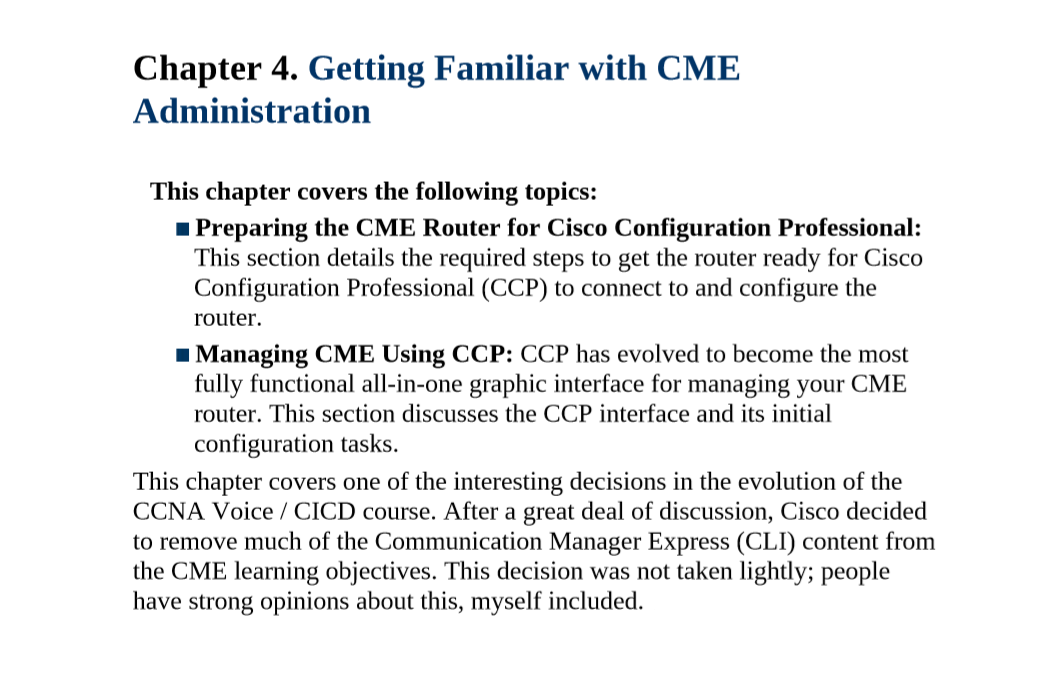 Chapter 4. Getting Familiar with CME
Administration
This chapter covers the following topics:
■ Preparing the CME Router for Cisco Configuration Professional:
This section details the required steps to get the router ready for Cisco
Configuration Professional (CCP) to connect to and configure the
router.
■ Managing CME Using CCP: CCP has evolved to become the most
fully functional all-in-one graphic interface for managing your CME
router. This section discusses the CCP interface and its initial
configuration tasks.
This chapter covers one of the interesting decisions in the evolution of the
CCNA Voice / CICD course. After a great deal of discussion, Cisco decided
to remove much of the Communication Manager Express (CLI) content from
the CME learning objectives. This decision was not taken lightly; people
have strong opinions about this, myself included.